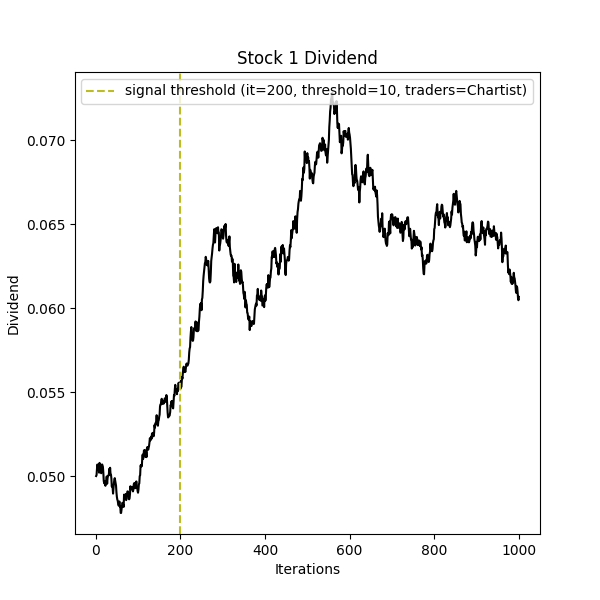 Stock 1 Dividend
signal threshold (it=200, threshold=10, traders=Chartist)
0.070
0.065
0.060
0.055
0.050
Dividend
0 200 400 600 800 1000
Iterations